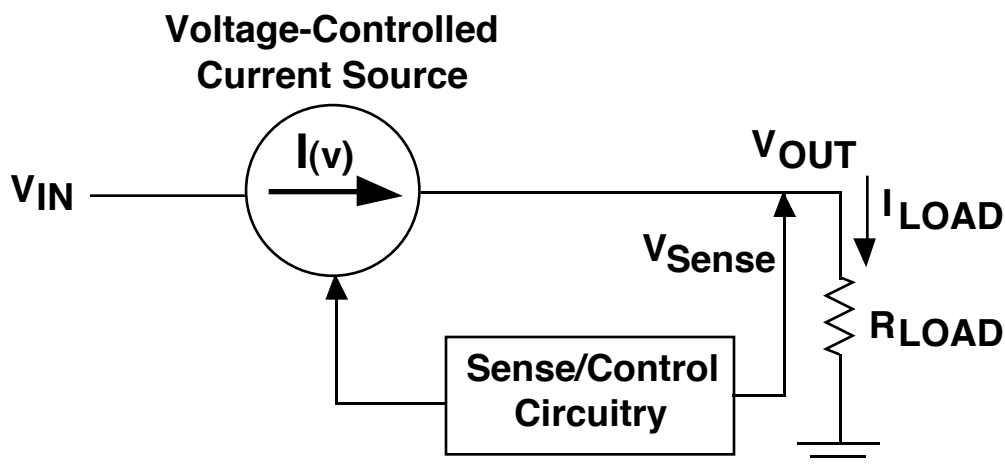 Voltage-Controlled
Current Source
I(v)
VIN
VOUT
ILOAD
VSense
RLOAD
Sense/Control
Circuitry